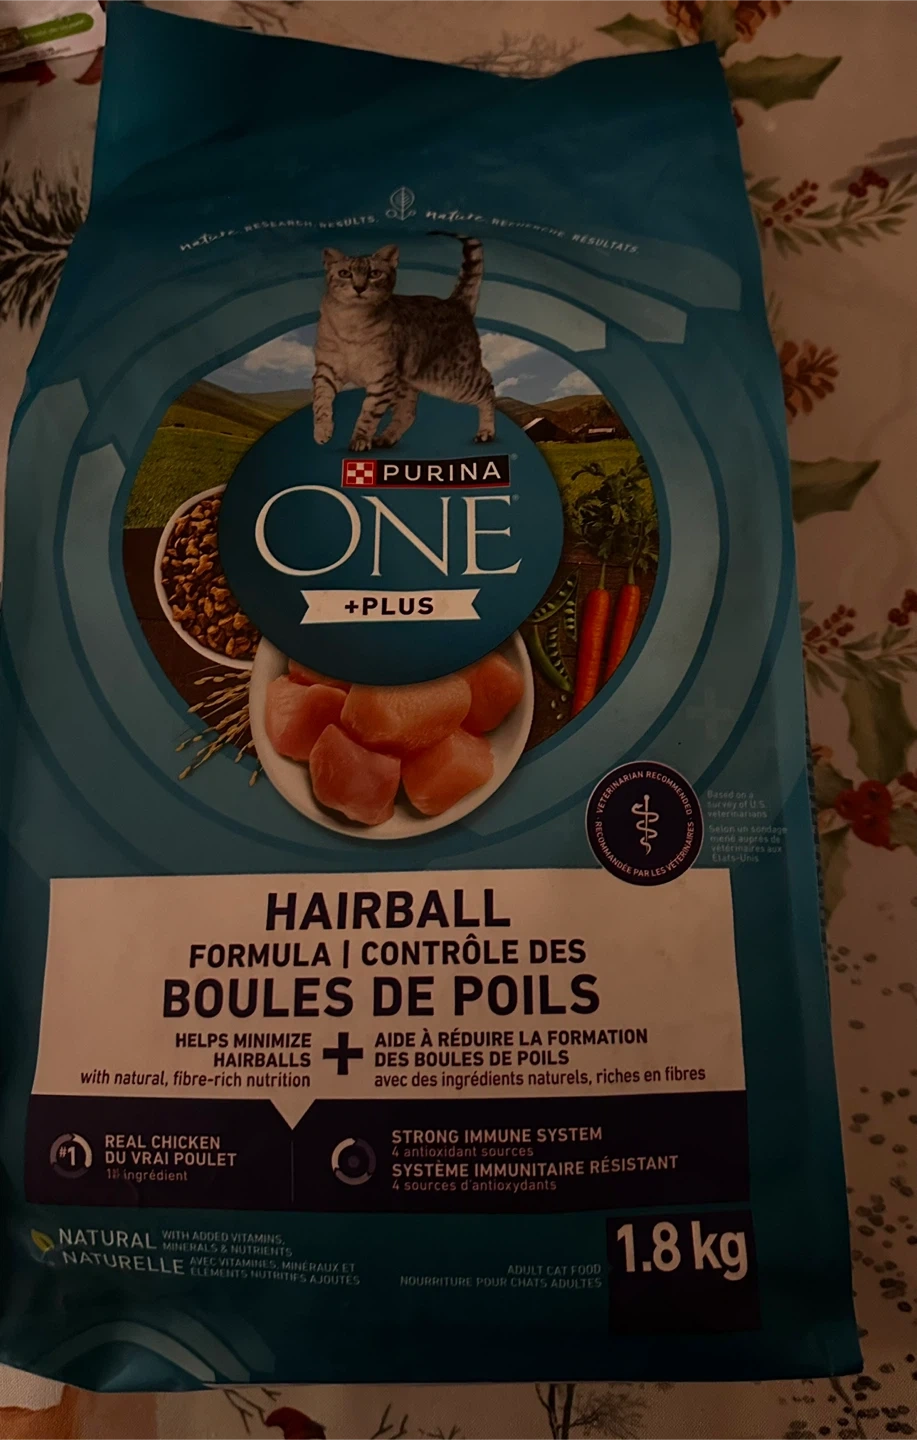 nature. RESEARCH. RESULTS. nature. RECHERCHE. RÉSULTATS.
PURINA
ONE
+PLUS
VETERINARIAN RECOMMENDED
RECOMMANDÉE PAR LES VÉTÉRINAIRES
Based on a
survey of U.S.
veterinarians
Selon un sondage
mené auprès de
vétérinaires aux
États-Unis
HAIRBALL
FORMULA | CONTRÔLE DES
BOULES DE POILS
HELPS MINIMIZE
HAIRBALLS
with natural, fibre-rich nutrition
+
AIDE À RÉDUIRE LA FORMATION
DES BOULES DE POILS
avec des ingrédients naturels, riches en fibres
#1
REAL CHICKEN
DU VRAI POULET
ingrédient
STRONG IMMUNE SYSTEM
4 antioxidant sources
SYSTÈME IMMUNITAIRE RÉSISTANT
4 sources d'antioxydants
NATURAL WITH ADDED VITAMINS,
MINERALS & NUTRIENTS
NATURELLE AVEC VITAMINES, MINÉRAUX ET
ÉLÉMENTS NUTRITIFS AJOUTÉS
ADULT CAT FOOD
NOURRITURE POUR CHATS ADULTES
1.8 kg